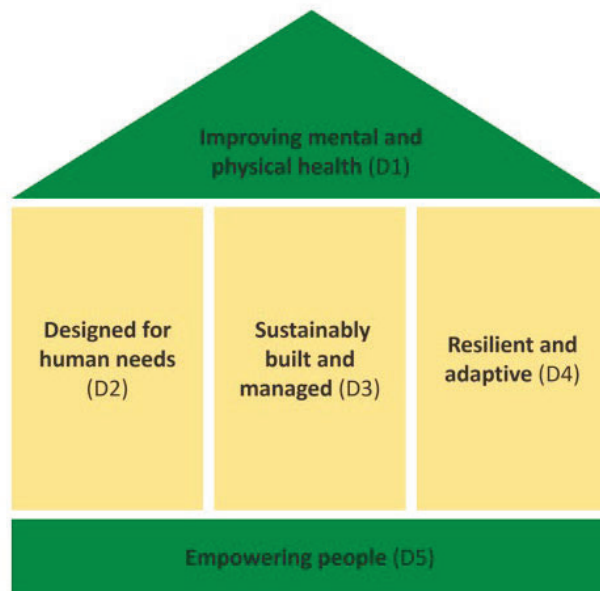 Improving mental and
physical health (D1)
Designed for
human needs
(D2)
Sustainably
built and
managed (D3)
Resilient and
adaptive (D4)
Empowering people (D5)